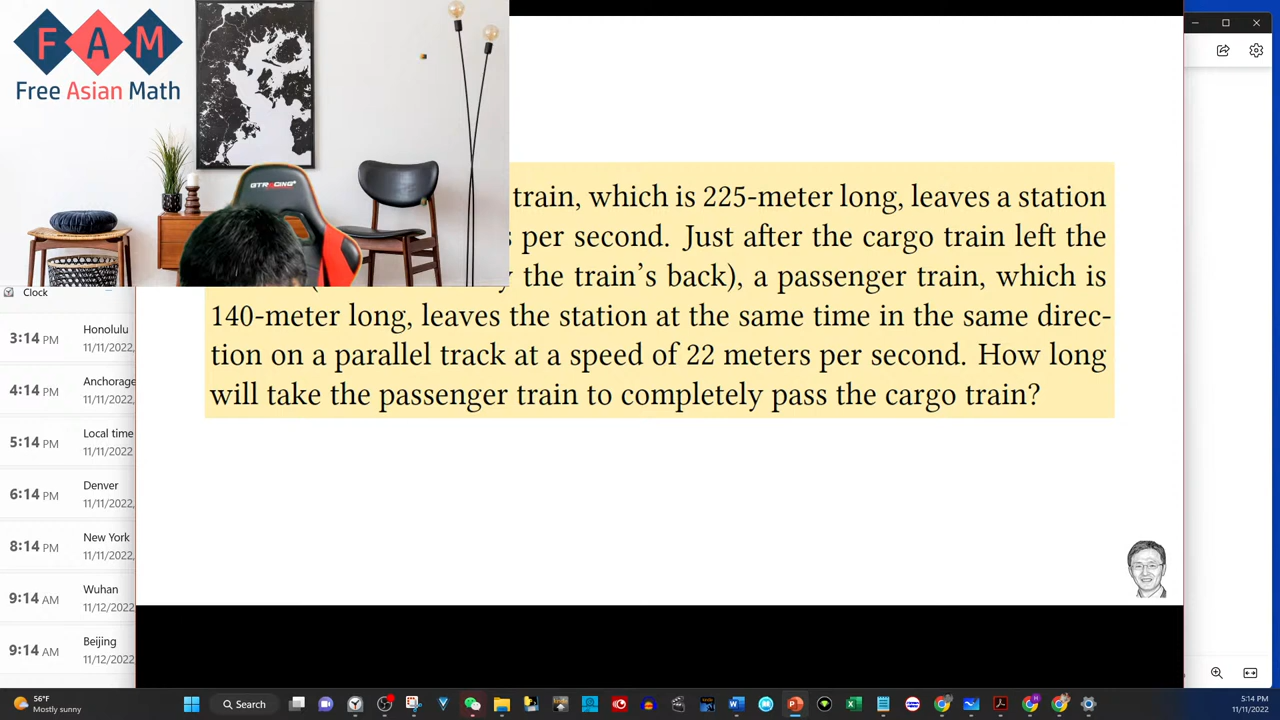 F A M
Free Asian Math
GTRACING
train, which is 225-meter long, leaves a station
per second. Just after the cargo train left the
the train's back), a passenger train, which is
140-meter long, leaves the station at the same time in the same direc-
tion on a parallel track at a speed of 22 meters per second. How long
will take the passenger train to completely pass the cargo train?
Clock
3:14 PM
Honolulu
11/11/2022,
4:14 PM
Anchorage
11/11/2022,
5:14 PM
Local time
11/11/2022,
6:14 PM
Denver
11/11/2022,
8:14 PM
New York
11/11/2022,
9:14 AM
Wuhan
11/12/2022,
9:14 AM
Beijing
11/12/2022,
56°F
Mostly sunny
Search
5:14 PM
11/11/2022